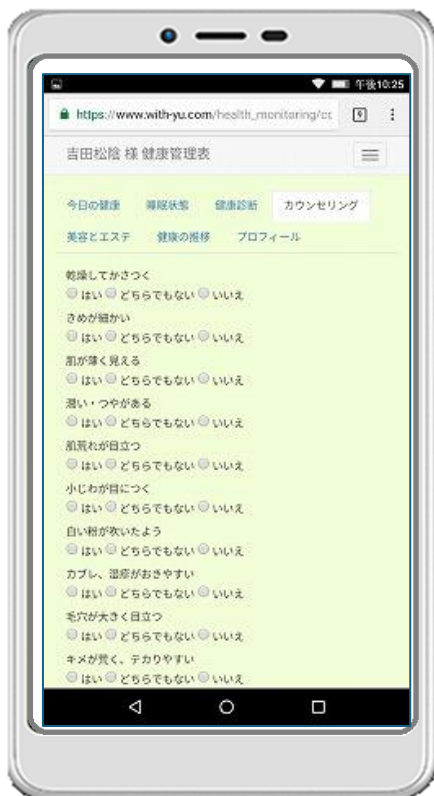 午後10:25
https://www.with-yu.com/health_monitoring/cc
9
吉田松陰 様 健康管理表
今日の健康 睡眠状態 健康診断 カウンセリング
美容とエステ 健康の推移 プロフィール
乾燥してかさつく
はい どちらでもない いいえ
きめが細かい
はい どちらでもない いいえ
肌が薄く見える
はい どちらでもない いいえ
潤い・つやがある
はい どちらでもない いいえ
肌荒れが目立つ
はい どちらでもない いいえ
小じわが目につく
はい どちらでもない いいえ
白い粉が吹いたよう
はい どちらでもない いいえ
カブレ、湿疹がおきやすい
はい どちらでもない いいえ
毛穴が大きく目立つ
はい どちらでもない いいえ
キメが荒く、テカりやすい
はい どちらでもない いいえ